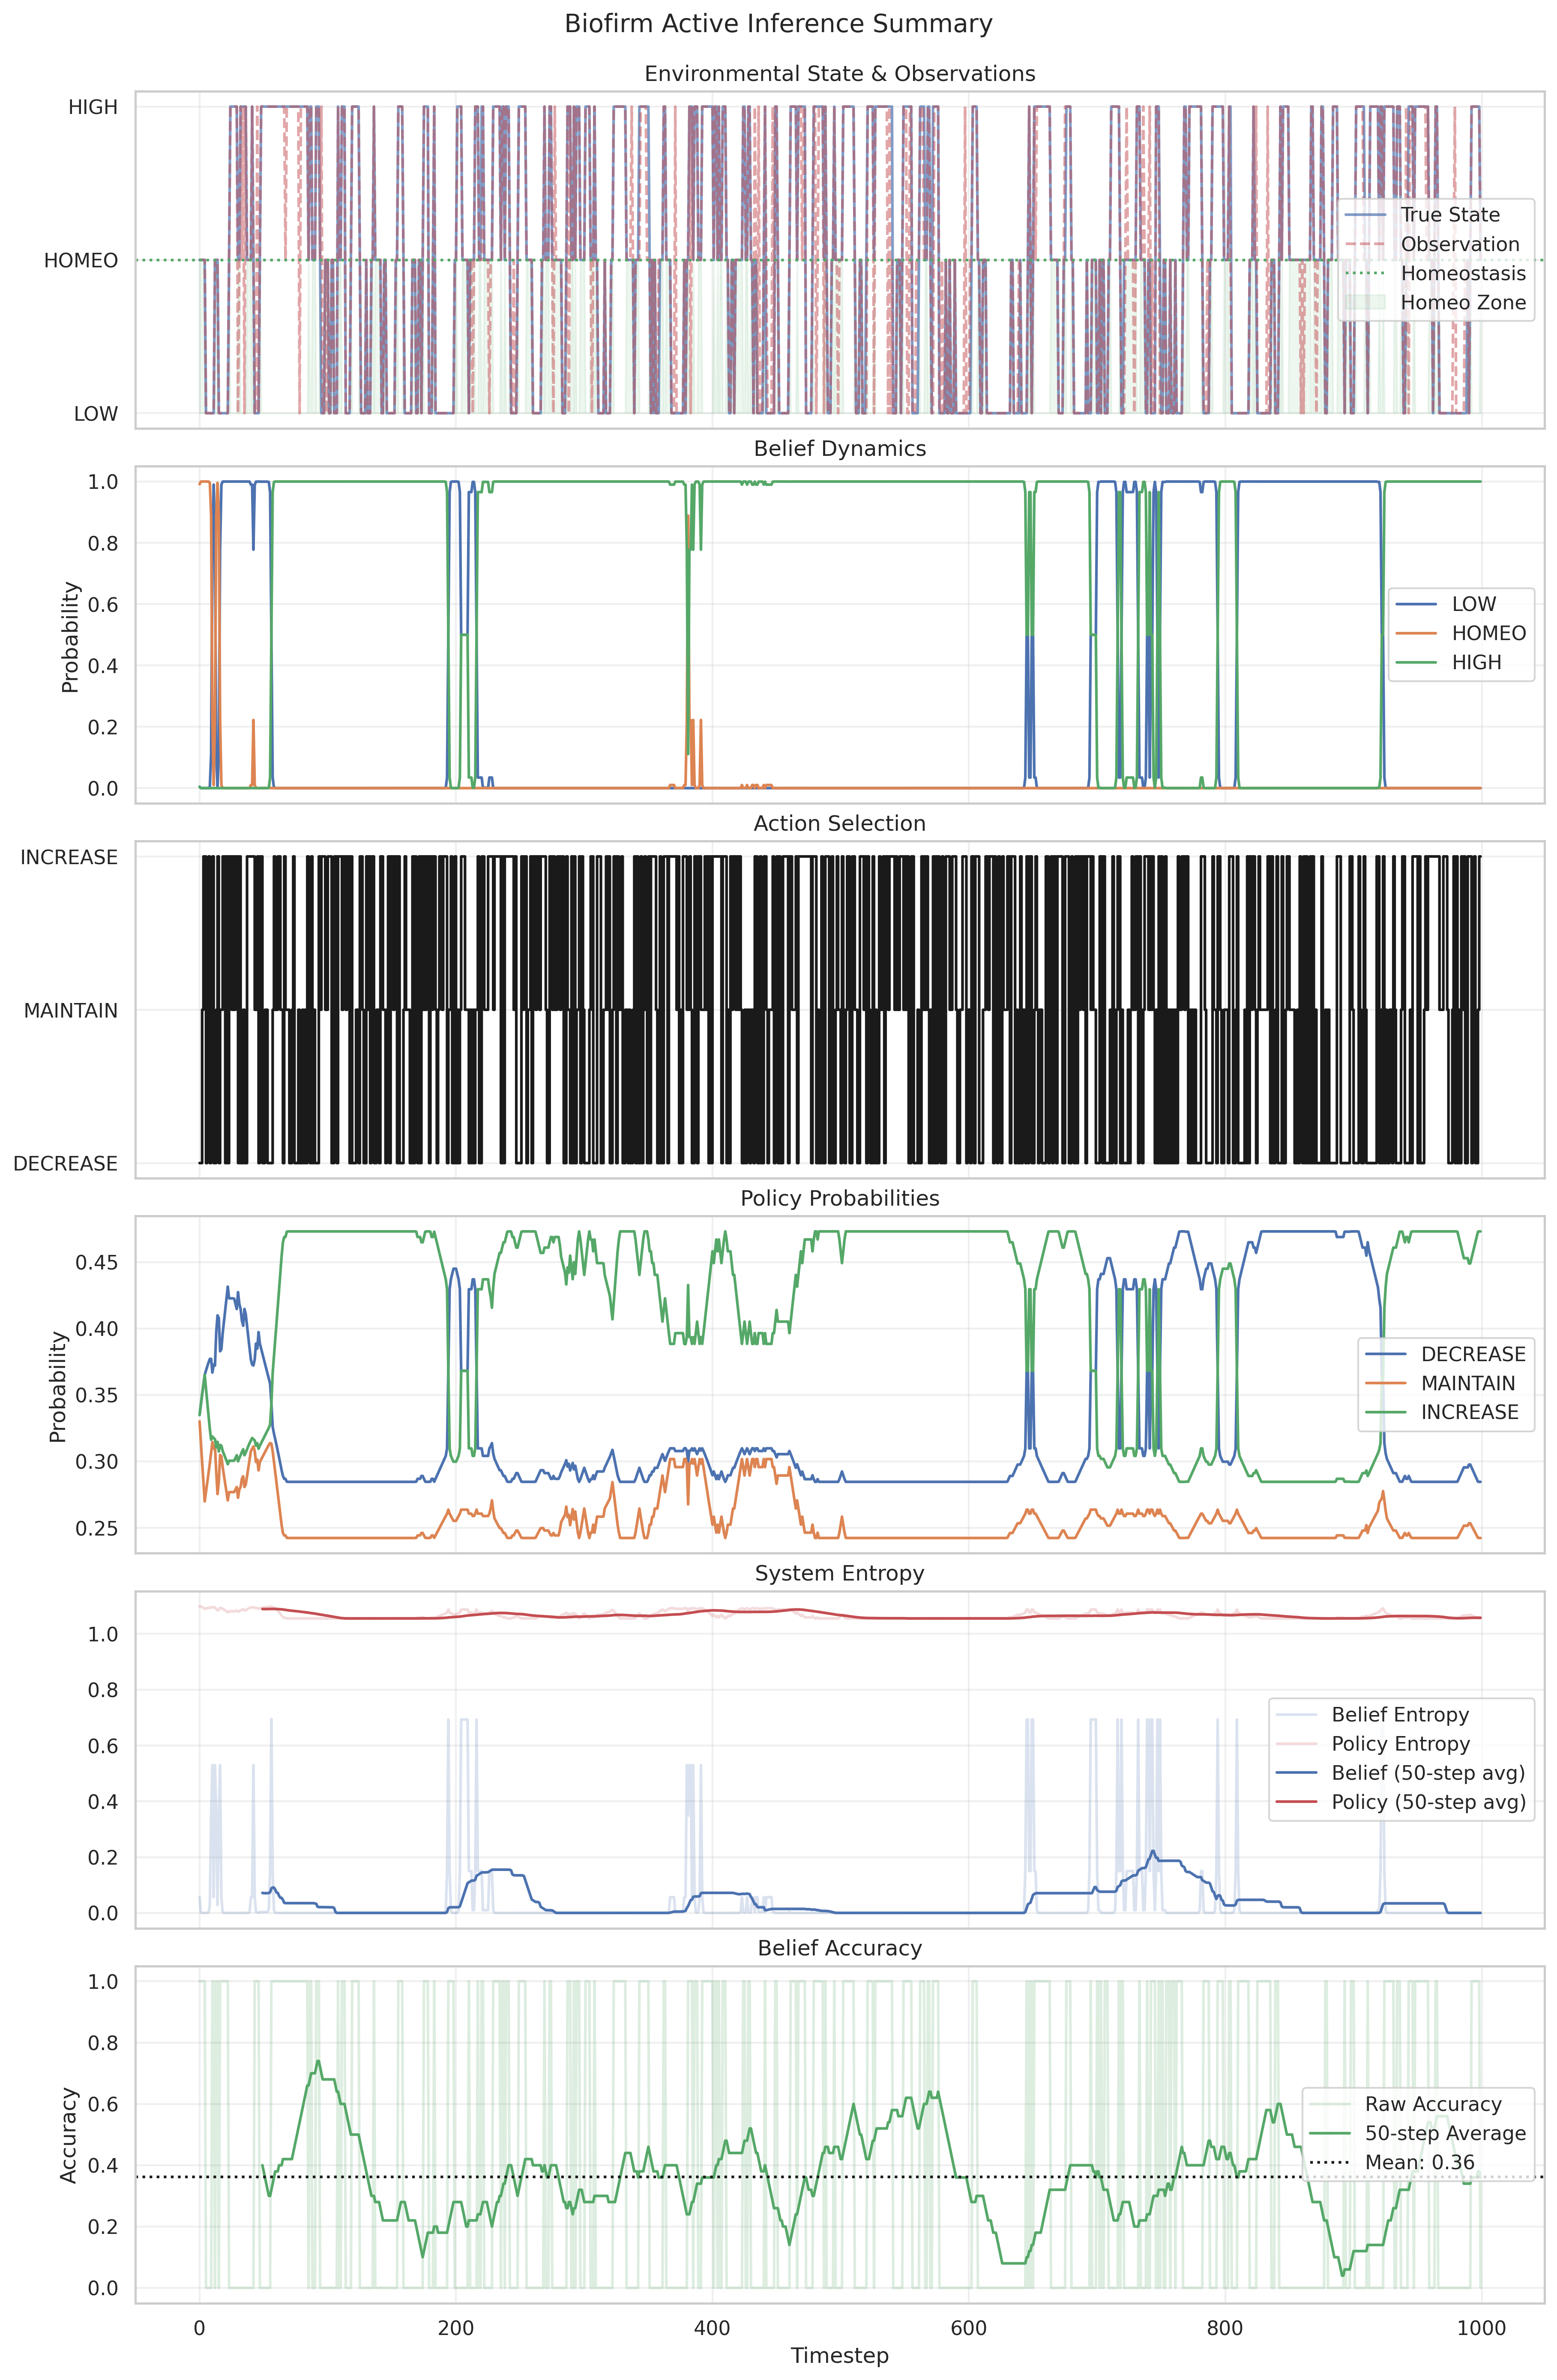 Biofirm Active Inference Summary
Environmental State & Observations
HIGH
HOMEO
LOW
True State
Observation
Homeostasis
Homeo Zone
Belief Dynamics
Probability
1.0
0.8
0.6
0.4
0.2
0.0
LOW
HOMEO
HIGH
Action Selection
INCREASE
MAINTAIN
DECREASE
Policy Probabilities
Probability
0.45
0.40
0.35
0.30
0.25
DECREASE
MAINTAIN
INCREASE
System Entropy
1.0
0.8
0.6
0.4
0.2
0.0
Belief Entropy
Policy Entropy
Belief (50-step avg)
Policy (50-step avg)
Belief Accuracy
Accuracy
1.0
0.8
0.6
0.4
0.2
0.0
Raw Accuracy
50-step Average
Mean: 0.36
0 200 400 600 800 1000
Timestep